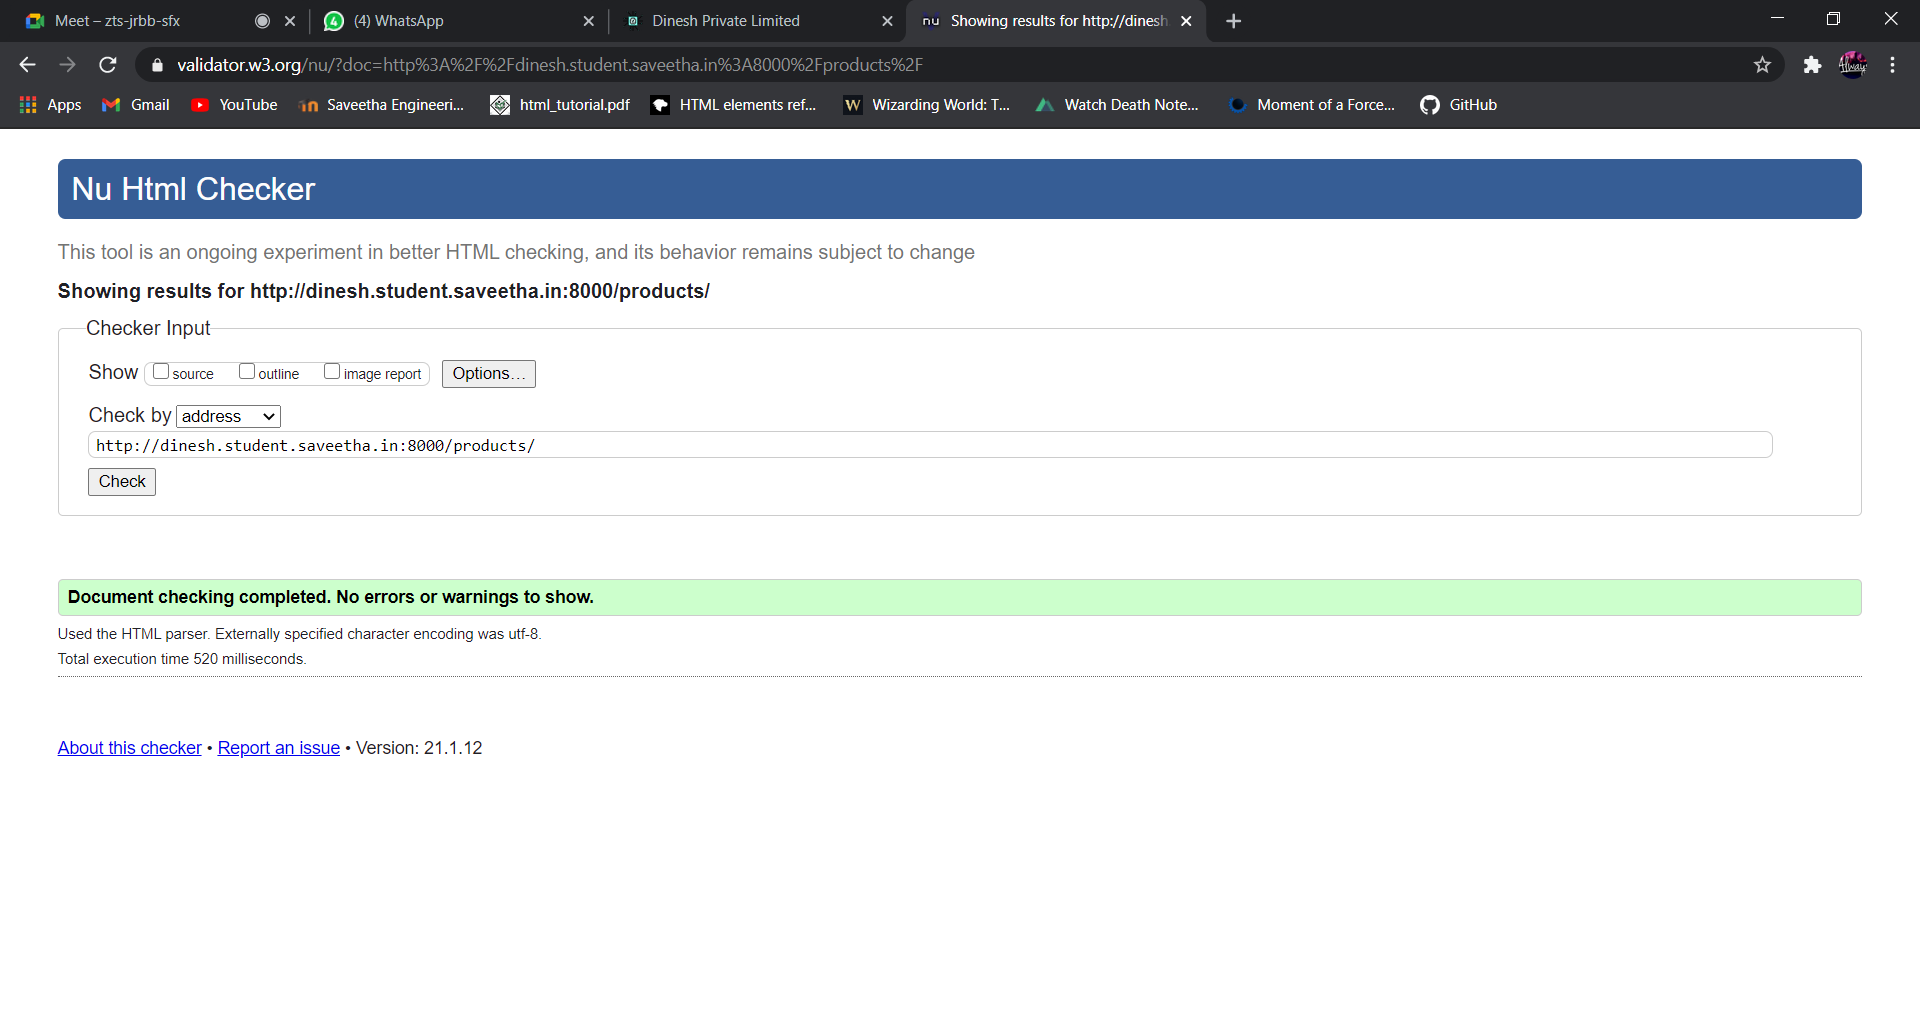 Meet – zts-jrbb-sfx
(4) WhatsApp
Dinesh Private Limited
nu Showing results for http://dinesh
validator.w3.org/nu/?doc=http%3A%2F%2Fdinesh.student.saveetha.in%3A8000%2Fproducts%2F
Apps Gmail YouTube Saveetha Engineeri... html_tutorial.pdf HTML elements ref... W Wizarding World: T... Watch Death Note... Moment of a Force... GitHub
Nu Html Checker
This tool is an ongoing experiment in better HTML checking, and its behavior remains subject to change
Showing results for http://dinesh.student.saveetha.in:8000/products/
Checker Input
Show source outline image report Options...
Check by address
http://dinesh.student.saveetha.in:8000/products/
Check
Document checking completed. No errors or warnings to show.
Used the HTML parser. Externally specified character encoding was utf-8.
Total execution time 520 milliseconds.
About this checker • Report an issue • Version: 21.1.12